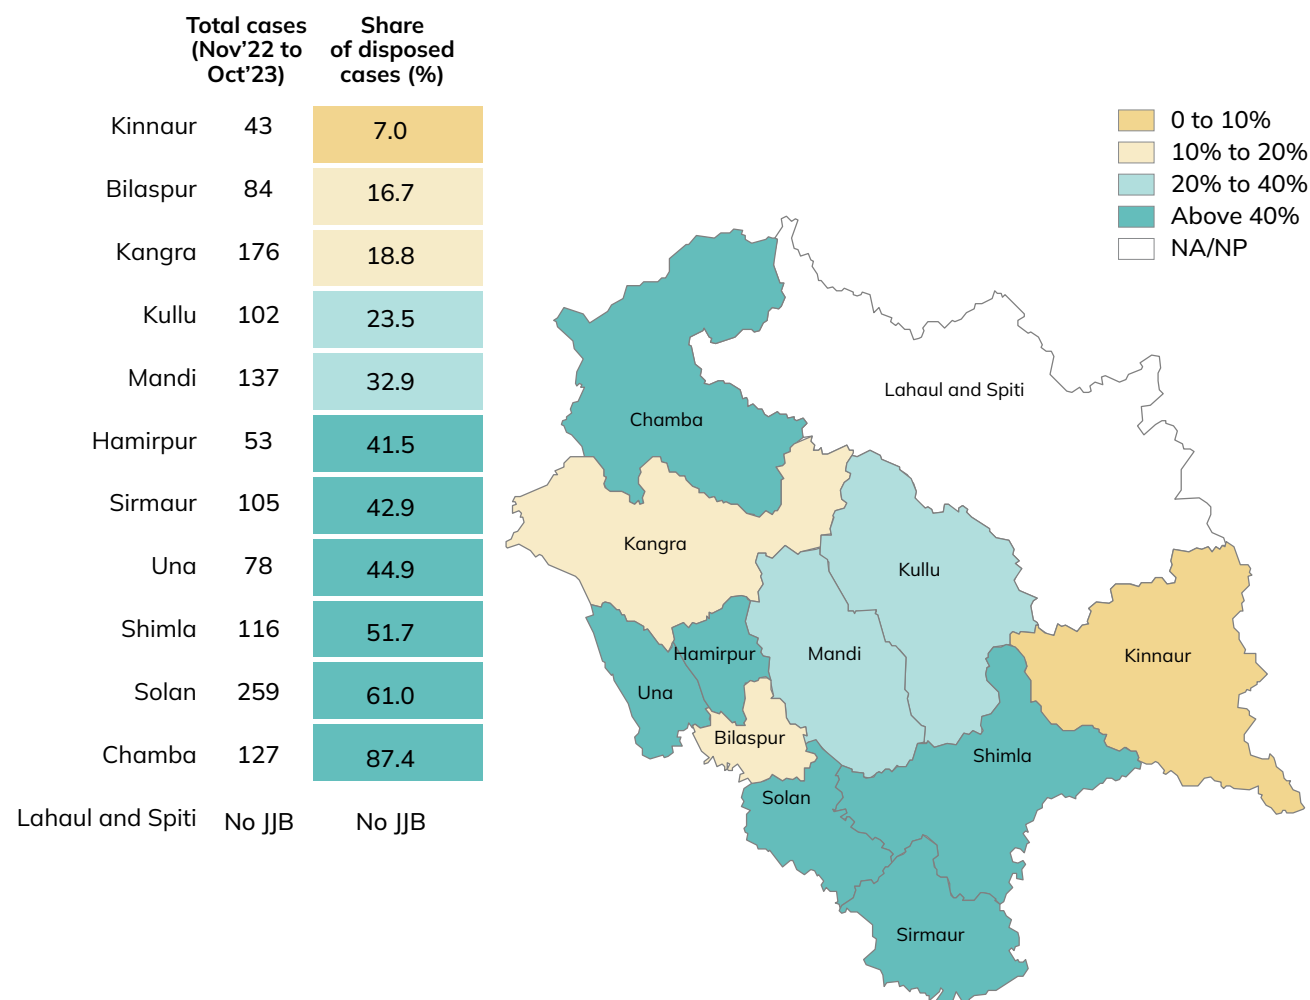 Total cases
(Nov'22 to
Oct'23)
Share
of disposed
cases (%)
Kinnaur 43 7.0
Bilaspur 84 16.7
Kangra 176 18.8
Kullu 102 23.5
Mandi 137 32.9
Hamirpur 53 41.5
Sirmaur 105 42.9
Una 78 44.9
Shimla 116 51.7
Solan 259 61.0
Chamba 127 87.4
Lahaul and Spiti No JJB No JJB
0 to 10%
10% to 20%
20% to 40%
Above 40%
NA/NP
Lahaul and Spiti
Chamba
Kangra
Kullu
Hamirpur
Mandi
Kinnaur
Una
Bilaspur
Shimla
Solan
Sirmaur